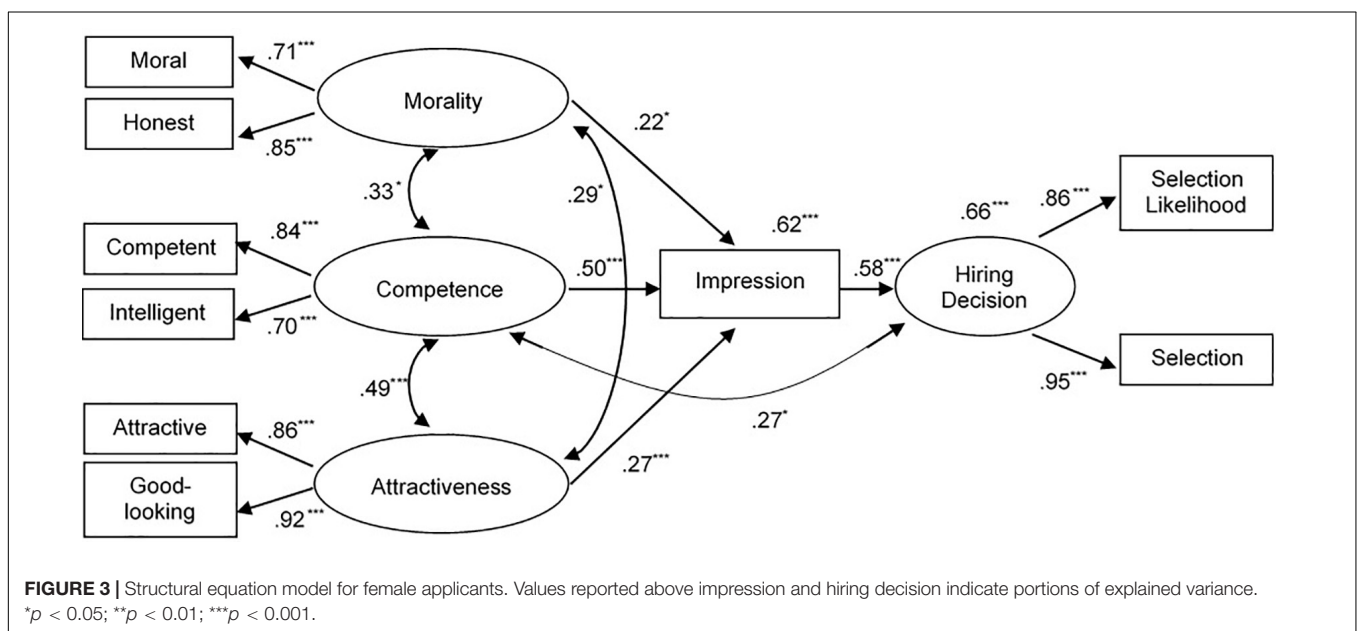 Moral
.71***
Honest
.85***
Morality
.22*
.33*
.29*
Competent
.84***
Intelligent
.70***
Competence
.50***
.62***
Impression
.58***
.66***
Hiring
Decision
.86***
Selection
Likelihood
.95***
Selection
.49***
.27*
Attractive
.86***
Good-
looking
.92***
Attractiveness
.27***
FIGURE 3 | Structural equation model for female applicants. Values reported above impression and hiring decision indicate portions of explained variance.
*p < 0.05; **p < 0.01; ***p < 0.001.